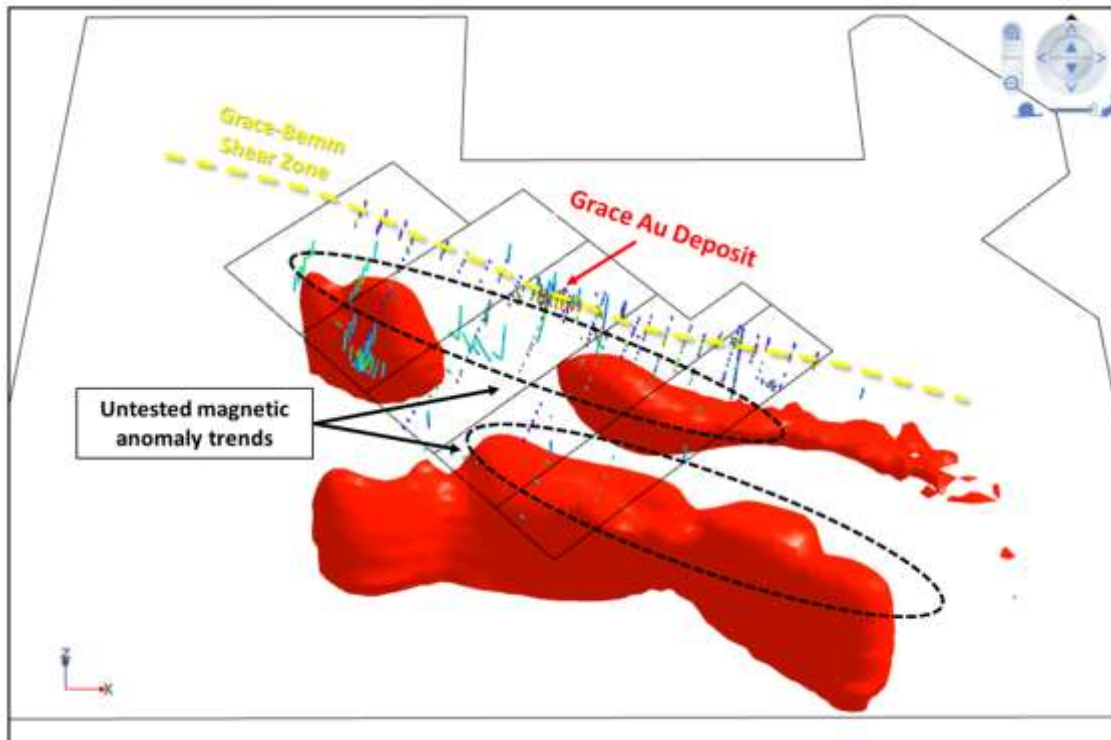 Grace-Bemm
Shear Zone
Grace Au Deposit
Untested magnetic
anomaly trends
Z
X